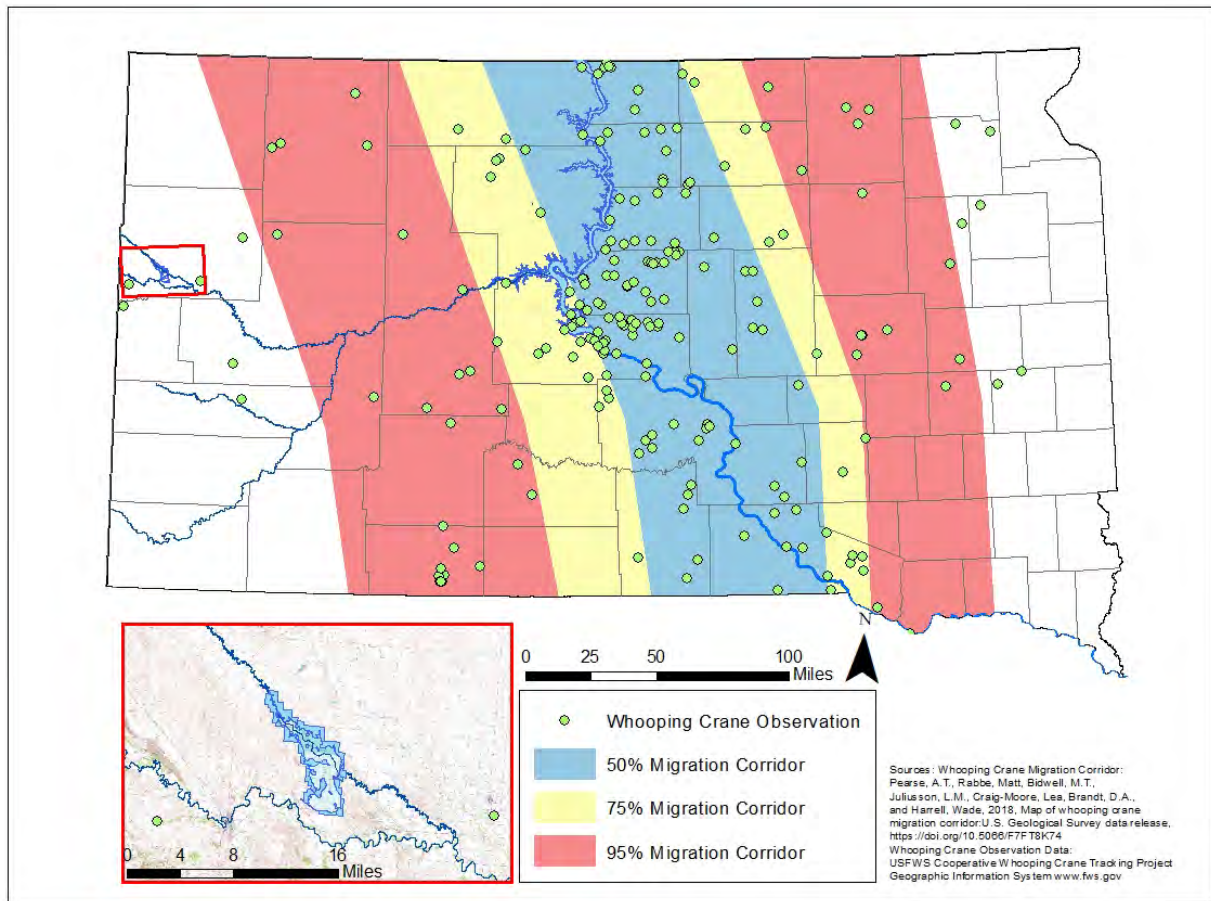 N
0 25 50 100
Miles
Whooping Crane Observation
50% Migration Corridor
75% Migration Corridor
95% Migration Corridor
0 4 8 16
Miles
Sources: Whooping Crane Migration Corridor:
Pearse, A.T., Rabbe, Matt, Bidwell, M.T.,
Juliusson, L.M., Craig-Moore, Lea, Brandt, D.A.,
and Harrell, Wade, 2018, Map of whooping crane
migration corridor:U.S. Geological Survey data release,
https://doi.org/10.5066/F7FT8K74
Whooping Crane Observation Data:
USFWS Cooperative Whooping Crane Tracking Project
Geographic Information System www.fws.gov